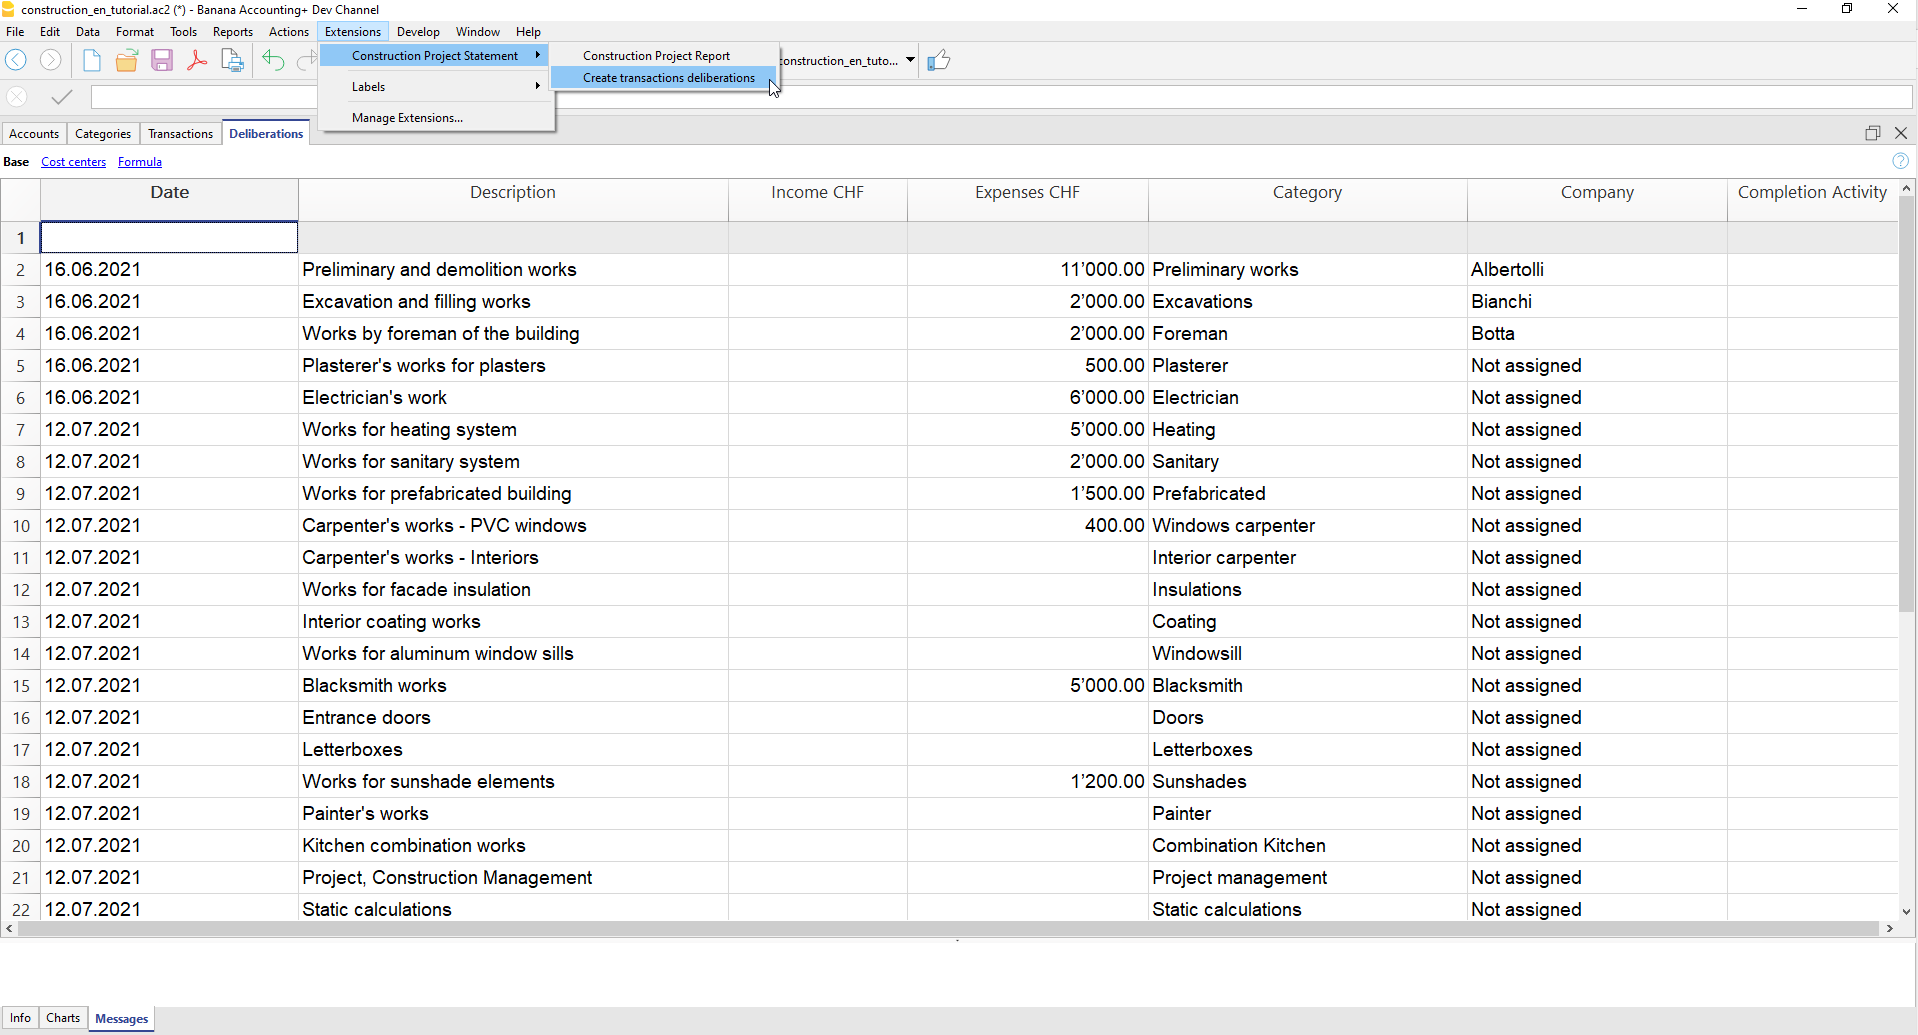 construction_en_tutorial.ac2 (*) - Banana Accounting+ Dev Channel
File Edit Data Format Tools Reports Actions Extensions Develop Window Help
Construction Project Statement
Labels
Manage Extensions...
Construction Project Report
Create transactions deliberations
construction_en_tuto...
Accounts Categories Transactions Deliberations
Base Cost centers Formula
Date Description Income CHF Expenses CHF Category Company Completion Activity
1
2 16.06.2021 Preliminary and demolition works 11’000.00 Preliminary works Albertolli
3 16.06.2021 Excavation and filling works 2’000.00 Excavations Bianchi
4 16.06.2021 Works by foreman of the building 2’000.00 Foreman Botta
5 16.06.2021 Plasterer's works for plasters 500.00 Plasterer Not assigned
6 16.06.2021 Electrician's work 6’000.00 Electrician Not assigned
7 12.07.2021 Works for heating system 5’000.00 Heating Not assigned
8 12.07.2021 Works for sanitary system 2’000.00 Sanitary Not assigned
9 12.07.2021 Works for prefabricated building 1’500.00 Prefabricated Not assigned
10 12.07.2021 Carpenter's works - PVC windows 400.00 Windows carpenter Not assigned
11 12.07.2021 Carpenter's works - Interiors Interior carpenter Not assigned
12 12.07.2021 Works for facade insulation Insulations Not assigned
13 12.07.2021 Interior coating works Coating Not assigned
14 12.07.2021 Works for aluminum window sills Windowsill Not assigned
15 12.07.2021 Blacksmith works 5’000.00 Blacksmith Not assigned
16 12.07.2021 Entrance doors Doors Not assigned
17 12.07.2021 Letterboxes Letterboxes Not assigned
18 12.07.2021 Works for sunshade elements 1’200.00 Sunshades Not assigned
19 12.07.2021 Painter's works Painter Not assigned
20 12.07.2021 Kitchen combination works Combination Kitchen Not assigned
21 12.07.2021 Project, Construction Management Project management Not assigned
22 12.07.2021 Static calculations Static calculations Not assigned
Info Charts Messages